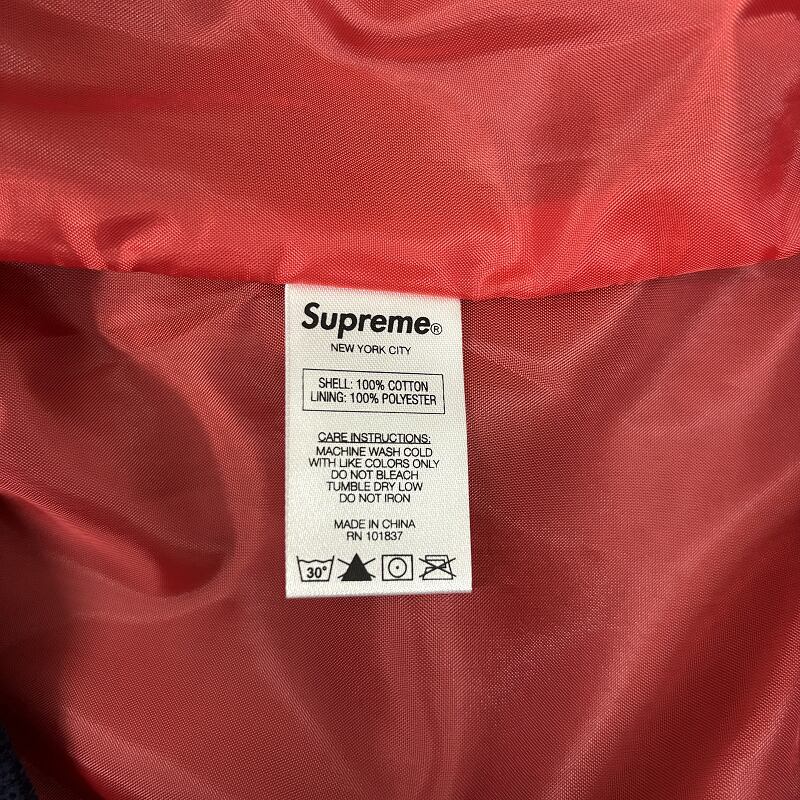 Supreme®
NEW YORK CITY
SHELL: 100% COTTON
LINING: 100% POLYESTER
CARE INSTRUCTIONS:
MACHINE WASH COLD
WITH LIKE COLORS ONLY
DO NOT BLEACH
TUMBLE DRY LOW
DO NOT IRON
MADE IN CHINA
RN 101837
30°